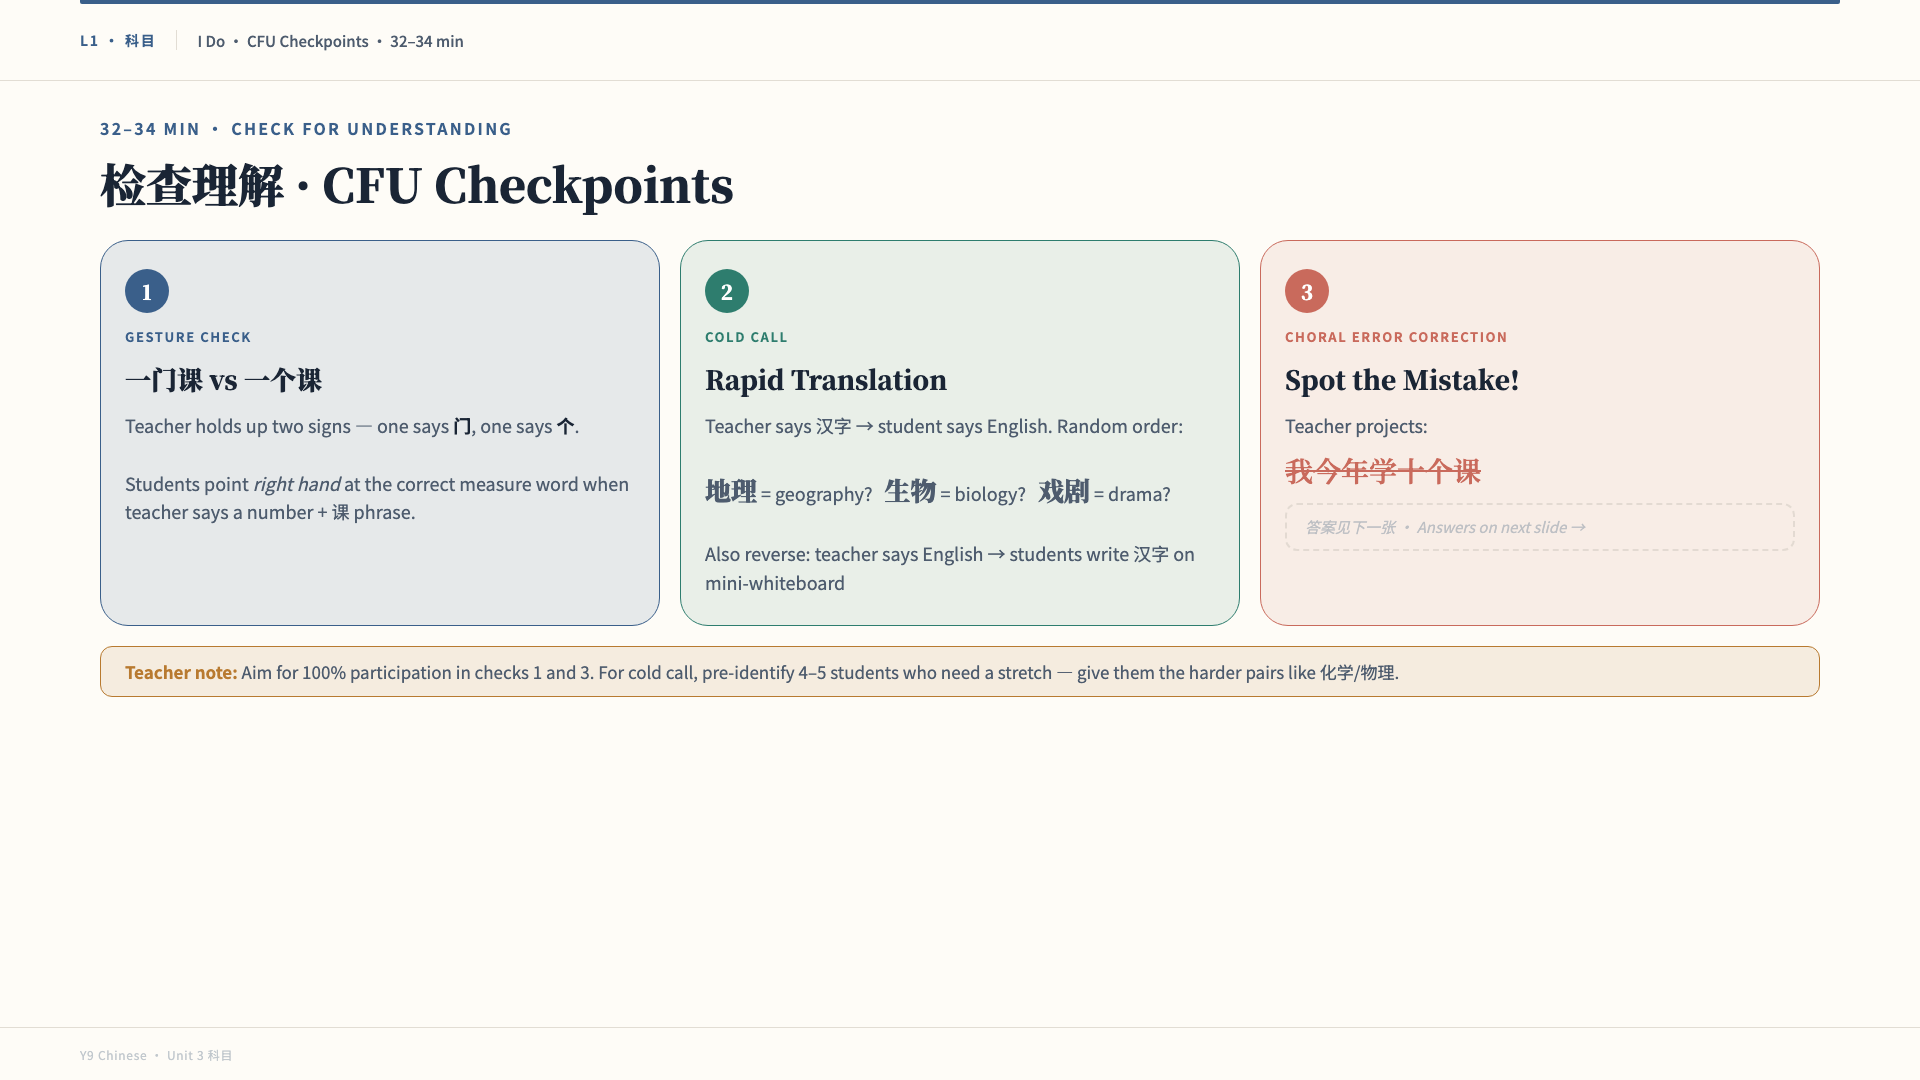 L1 • 科目
I Do • CFU Checkpoints • 32–34 min
32–34 MIN • CHECK FOR UNDERSTANDING
检查理解 · CFU Checkpoints
1
GESTURE CHECK
一门课 vs 一个课
Teacher holds up two signs — one says 门, one says 个.
Students point right hand at the correct measure word when
teacher says a number + 课 phrase.
2
COLD CALL
Rapid Translation
Teacher says 汉字 → student says English. Random order:
地理 = geography? 生物 = biology? 戏剧 = drama?
Also reverse: teacher says English → students write 汉字 on
mini-whiteboard
3
CHORAL ERROR CORRECTION
Spot the Mistake!
Teacher projects:
我今年学十个课
答案见下一张 • Answers on next slide →
Teacher note: Aim for 100% participation in checks 1 and 3. For cold call, pre-identify 4–5 students who need a stretch — give them the harder pairs like 化学/物理.
Y9 Chinese • Unit 3 科目